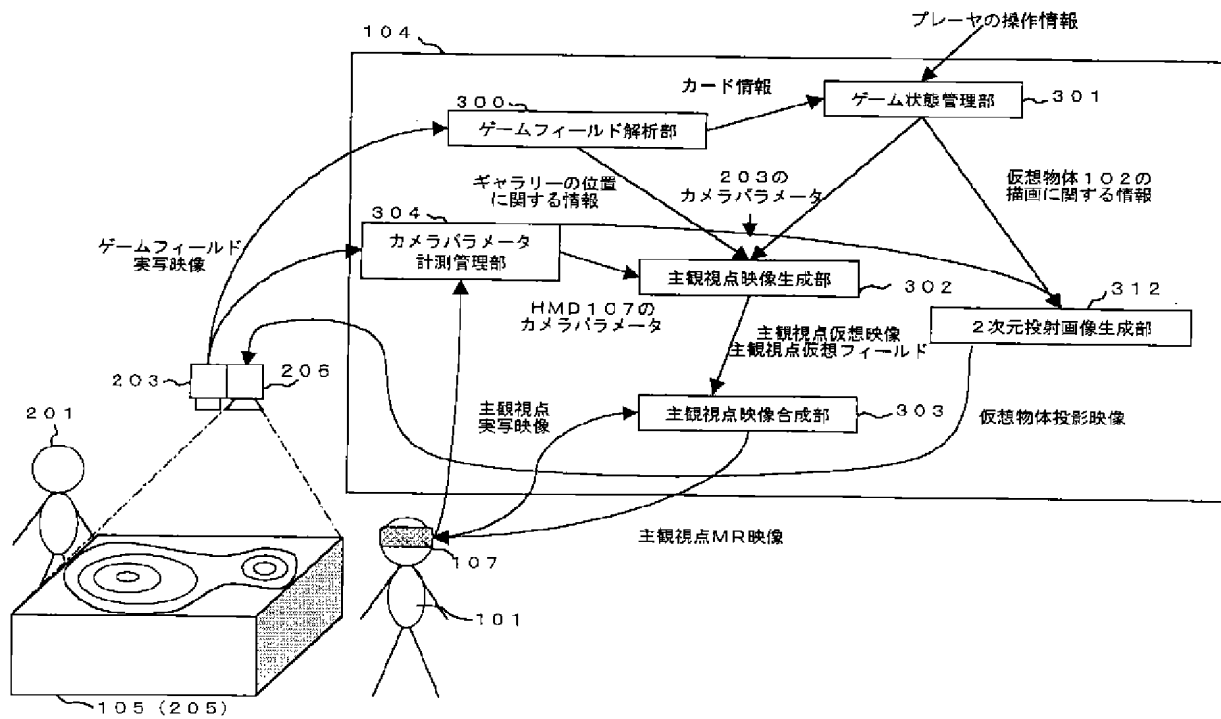 プレーヤの操作情報
１０４
カード情報
３００
ゲームフィールド解析部
ゲーム状態管理部
３０１
ギャラリーの位置
に関する情報
２０３の
カメラパラメータ
仮想物体１０２の
描画に関する情報
３０４
カメラパラメータ
計測管理部
ゲームフィールド
実写映像
主観視点映像生成部
３０２
３１２
２次元投射画像生成部
HMD１０７の
カメラパラメータ
主観視点仮想映像
主観視点仮想フィールド
２０３
２０６
主観視点
実写映像
主観視点映像合成部
３０３
仮想物体投影映像
２０１
主観視点MR映像
１０７
１０１
１０５（２０５）